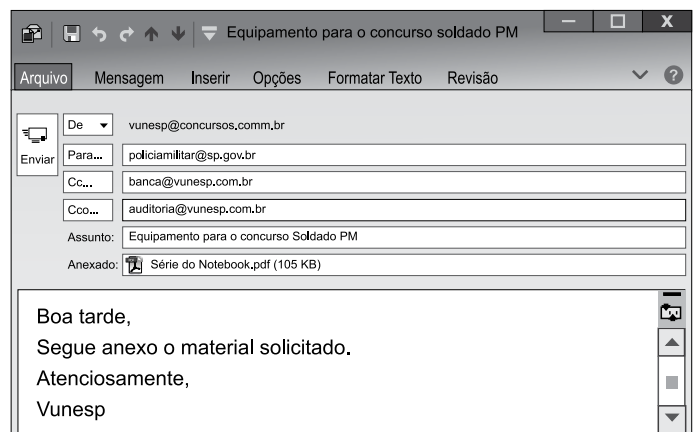 Equipamento para o concurso soldado PM
Arquivo Mensagem Inserir Opções Formatar Texto Revisão
De vunesp@concursos.comm.br
Enviar Para... policiamilitar@sp.gov.br
Cc... banca@vunesp.com.br
Cco... auditoria@vunesp.com.br
Assunto: Equipamento para o concurso Soldado PM
Anexado: Série do Notebook.pdf (105 KB)
Boa tarde,
Segue anexo o material solicitado.
Atenciosamente,
Vunesp